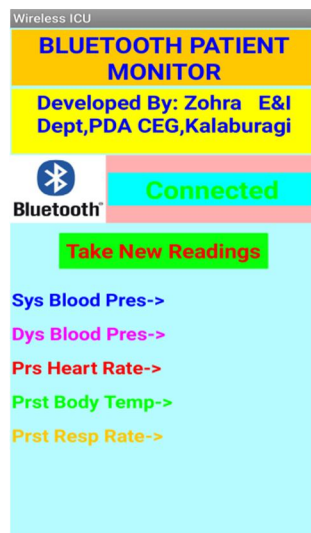 Wireless ICU
BLUETOOTH PATIENT
MONITOR
Developed By: Zohra E&I
Dept,PDA CEG,Kalaburagi
Bluetooth
Connected
Take New Readings
Sys Blood Pres->
Dys Blood Pres->
Prs Heart Rate->
Prst Body Temp->
Prst Resp Rate->